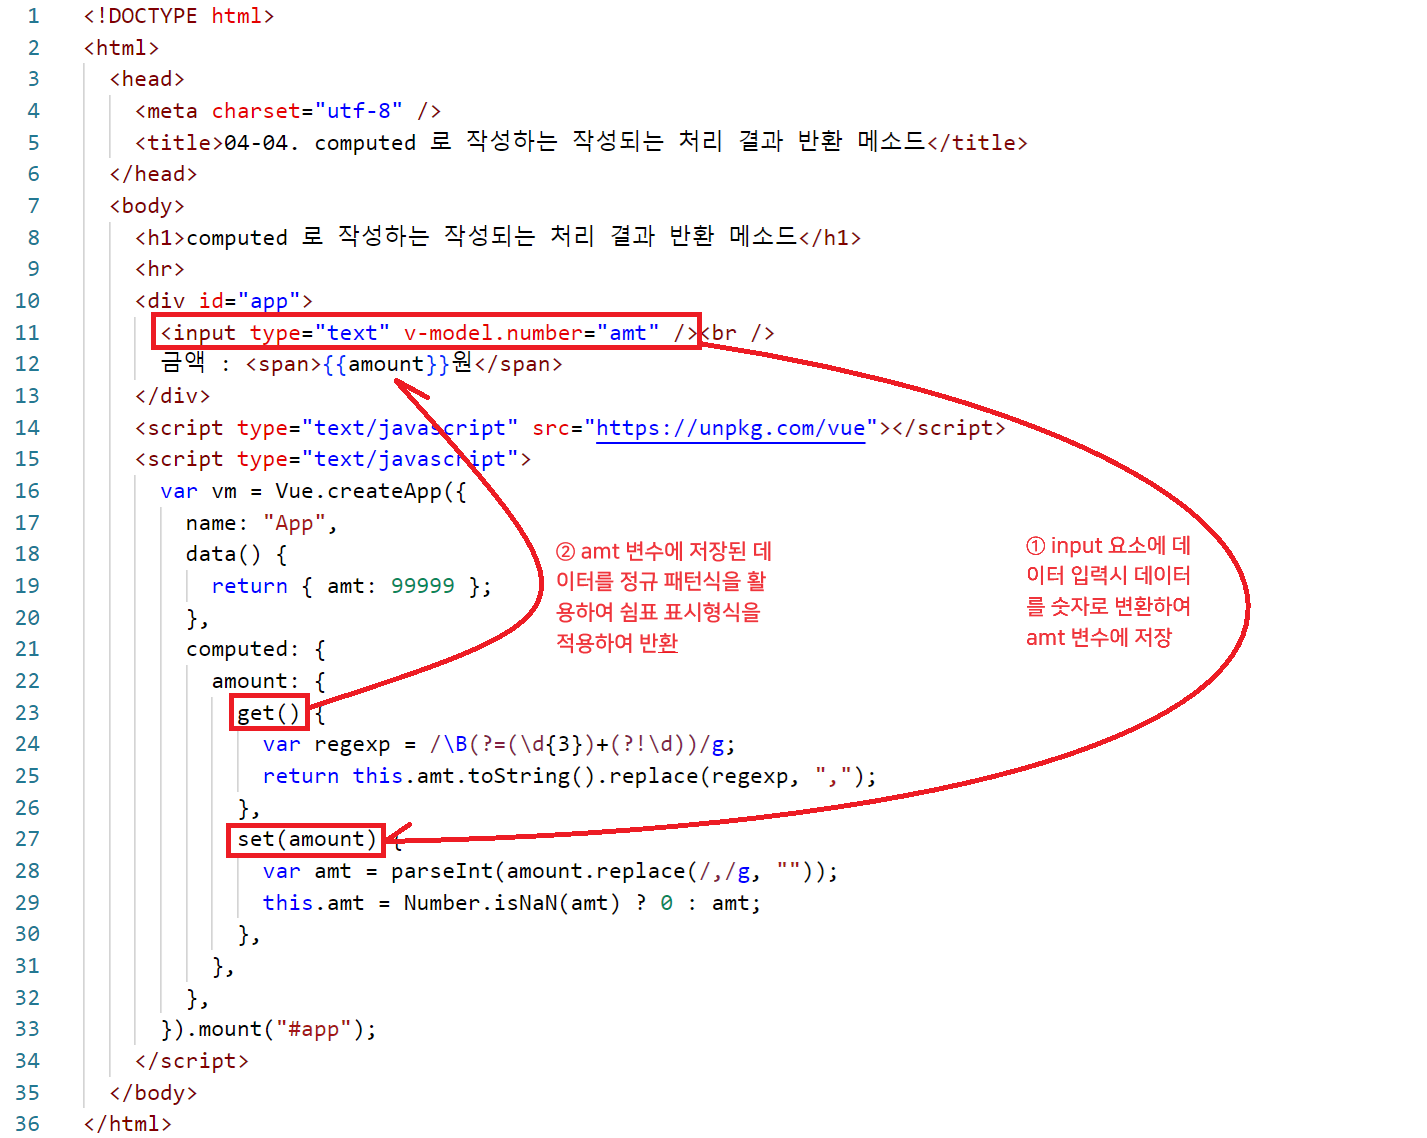 1 <!DOCTYPE html>
2 <html>
3 <head>
4 <meta charset="utf-8" />
5 <title>04-04. computed 로 작성하는 작성되는 처리 결과 반환 메소드</title>
6 </head>
7 <body>
8 <h1>computed 로 작성하는 작성되는 처리 결과 반환 메소드</h1>
9 <hr>
10 <div id="app">
11 <input type="text" v-model.number="amt" /><br />
12 금액 : <span>{{amount}}원</span>
13 </div>
14 <script type="text/javascript" src="https://unpkg.com/vue"></script>
15 <script type="text/javascript">
16 var vm = Vue.createApp({
17 name: "App",
18 data() {
19 return { amt: 99999 };
20 },
21 computed: {
22 amount: {
23 get() {
24 var regexp = /\B(?=(\d{3})+(?!\d))/g;
25 return this.amt.toString().replace(regexp, ",");
26 },
27 set(amount) {
28 var amt = parseInt(amount.replace(/,/g, ""));
29 this.amt = Number.isNaN(amt) ? 0 : amt;
30 },
31 },
32 },
33 }).mount("#app");
34 </script>
35 </body>
36 </html>
② amt 변수에 저장된 데
이터를 정규 패턴식을 활
용하여 쉼표 표시형식을
적용하여 반환
① input 요소에 데
이터 입력시 데이터
를 숫자로 변환하여
amt 변수에 저장